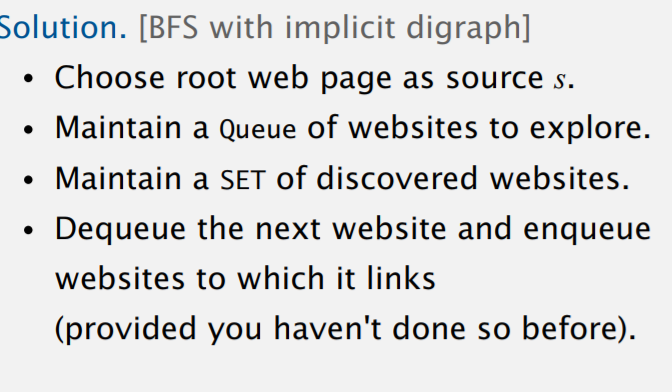 Solution. [BFS with implicit digraph]
• Choose root web page as source s.
• Maintain a Queue of websites to explore.
• Maintain a SET of discovered websites.
• Dequeue the next website and enqueue
websites to which it links
(provided you haven't done so before).